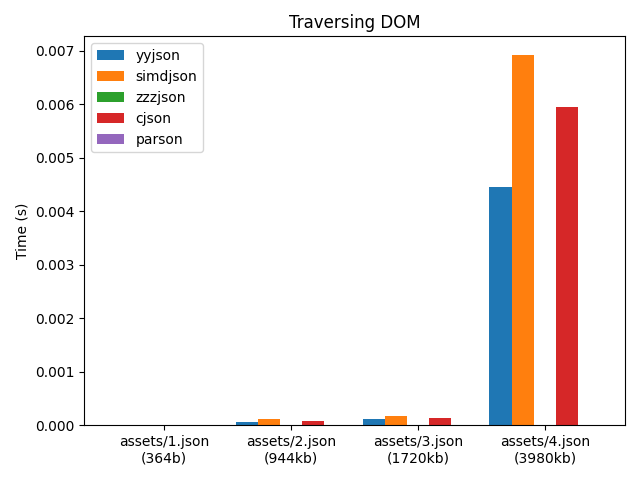 Traversing DOM
yyjson
simdjson
zzzjson
cjson
parson
Time (s)
0.007
0.006
0.005
0.004
0.003
0.002
0.001
0.000
assets/1.json
(364b)
assets/2.json
(944kb)
assets/3.json
(1720kb)
assets/4.json
(3980kb)